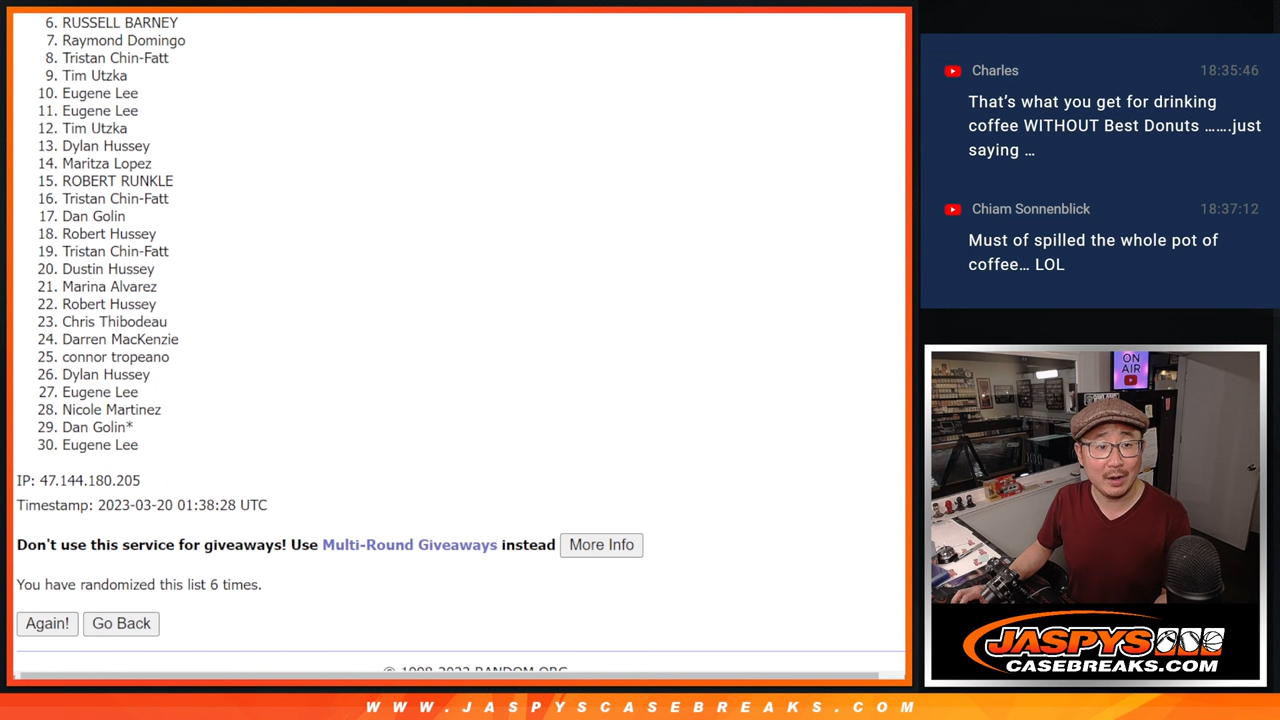 6. RUSSELL BARNEY
7. Raymond Domingo
8. Tristan Chin-Fatt
9. Tim Utzka
10. Eugene Lee
11. Eugene Lee
12. Tim Utzka
13. Dylan Hussey
14. Maritza Lopez
15. ROBERT RUNKLE
16. Tristan Chin-Fatt
17. Dan Golin
18. Robert Hussey
19. Tristan Chin-Fatt
20. Dustin Hussey
21. Marina Alvarez
22. Robert Hussey
23. Chris Thibodeau
24. Darren MacKenzie
25. connor tropeano
26. Dylan Hussey
27. Eugene Lee
28. Nicole Martinez
29. Dan Golin*
30. Eugene Lee
IP: 47.144.180.205
Timestamp: 2023-03-20 01:38:28 UTC
Don't use this service for giveaways! Use Multi-Round Giveaways instead More Info
You have randomized this list 6 times.
Again! Go Back
© 1998-2023 RANDOM.ORG
Charles 18:35:46
That’s what you get for drinking
coffee WITHOUT Best Donuts …….just
saying …
Chiam Sonnenblick 18:37:12
Must of spilled the whole pot of
coffee… LOL
ON
AIR
JASPYS
CASEBREAKS.COM
WWW.JASPYSCASEBREAKS.COM